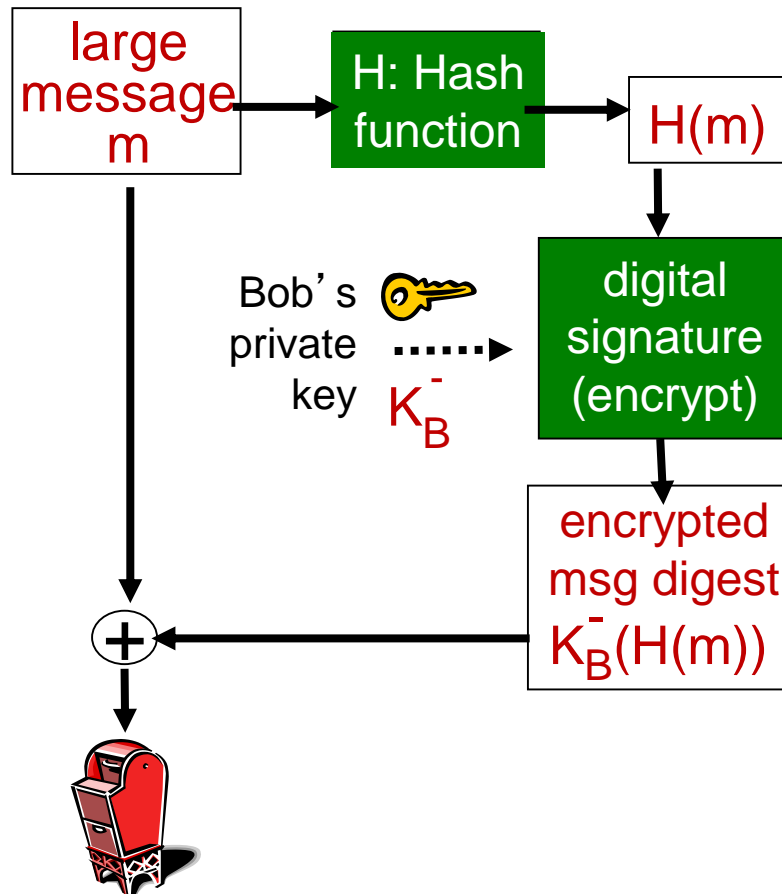 large
message
m
H: Hash
function
H(m)
Bob's
private
key
K_B^-
digital
signature
(encrypt)
encrypted
msg digest
K_B^-(H(m))
+